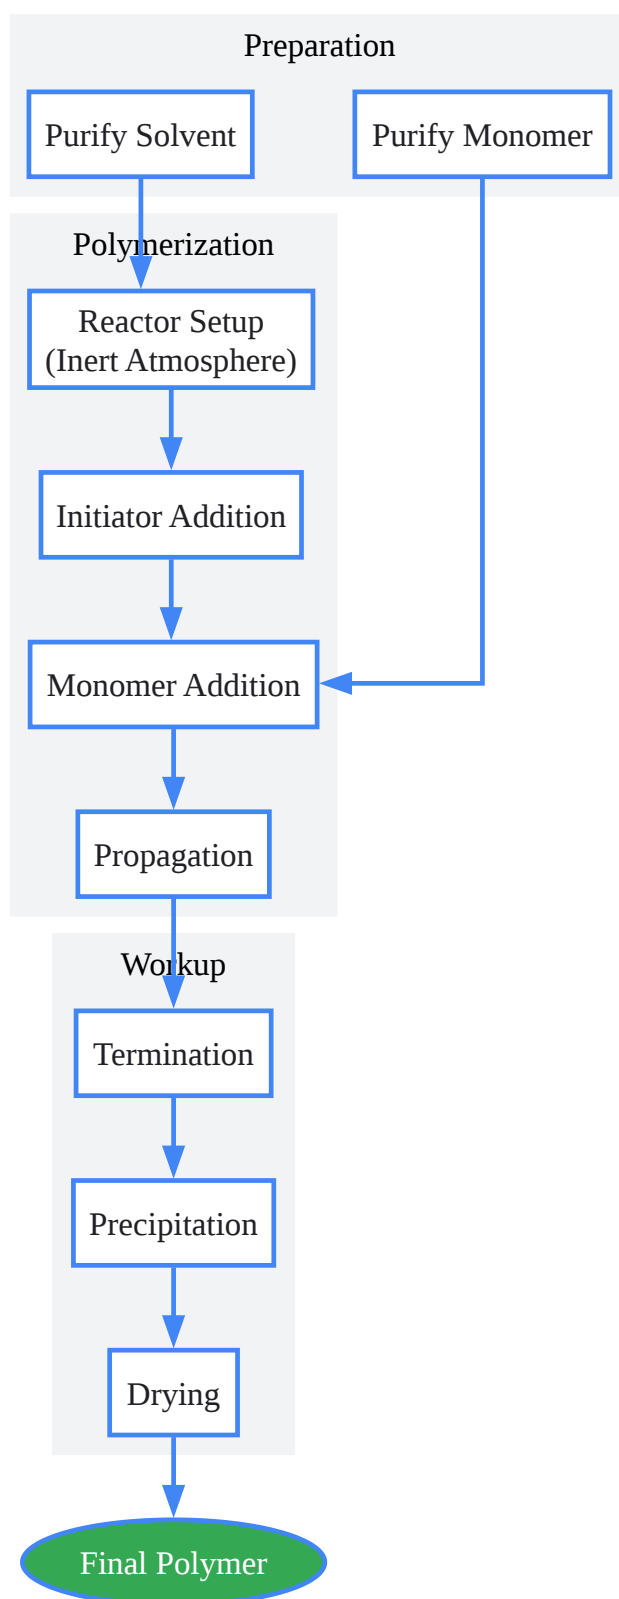 Preparation
Purify Solvent
Purify Monomer
Polymerization
Reactor Setup
(Inert Atmosphere)
Initiator Addition
Monomer Addition
Propagation
Workup
Termination
Precipitation
Drying
Final Polymer